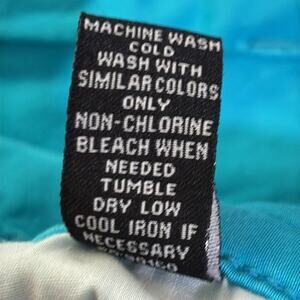 MACHINE WASH
COLD
WASH WITH
SIMILAR COLORS
ONLY
NON-CHLORINE
BLEACH WHEN
NEEDED
TUMBLE
DRY LOW
COOL IRON IF
NECESSARY